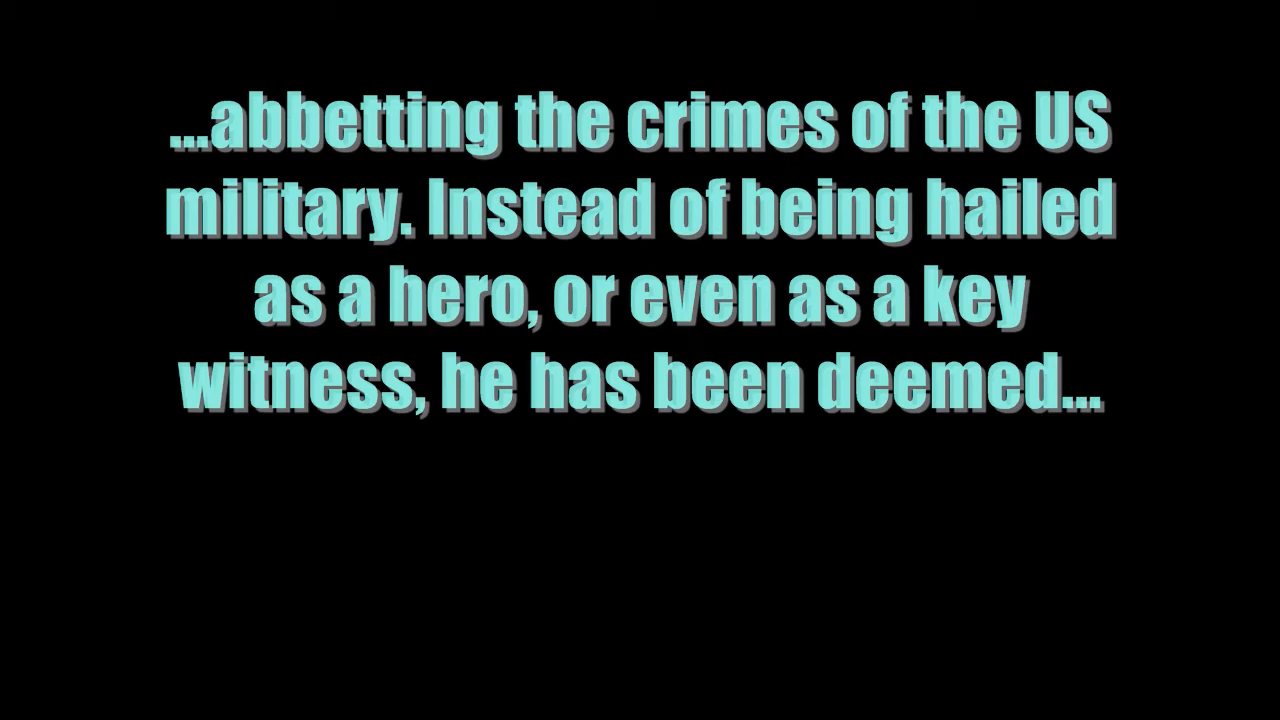 ...abbetting the crimes of the US
military. Instead of being hailed
as a hero, or even as a key
witness, he has been deemed...